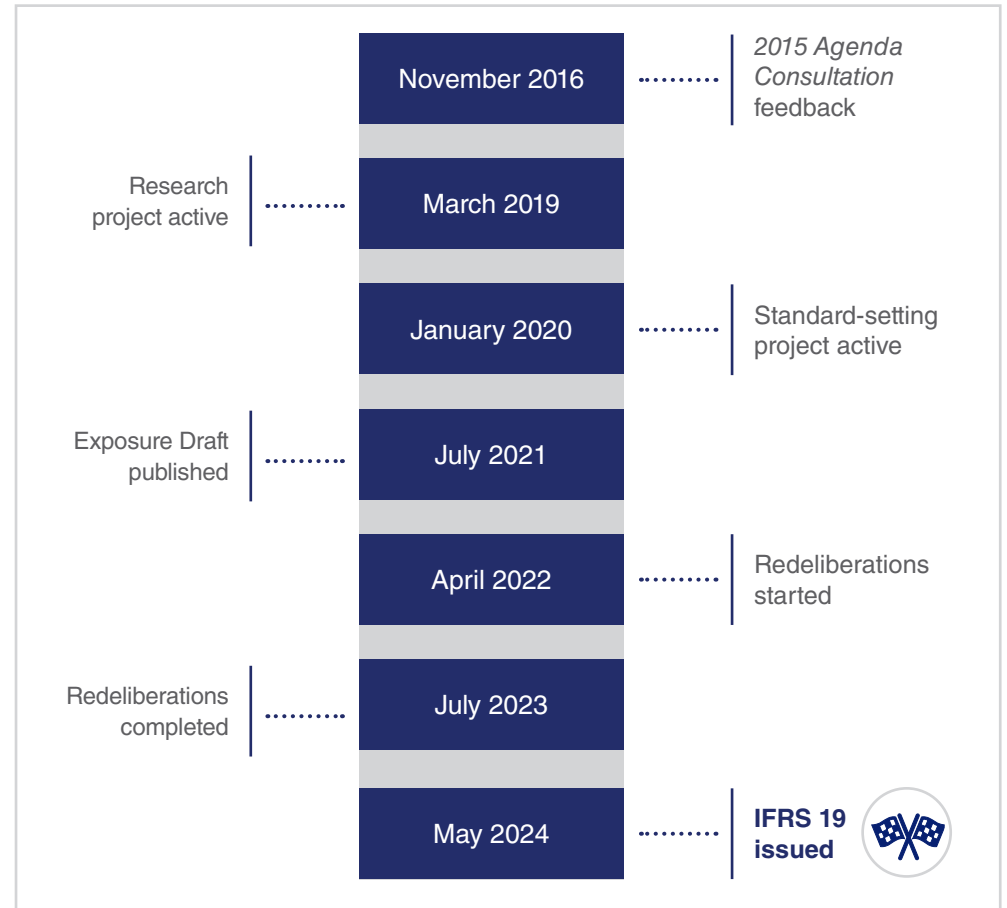 November 2016
2015 Agenda
Consultation
feedback
Research
project active
March 2019
January 2020
Standard-setting
project active
Exposure Draft
published
July 2021
April 2022
Redeliberations
started
Redeliberations
completed
July 2023
May 2024
IFRS 19
issued